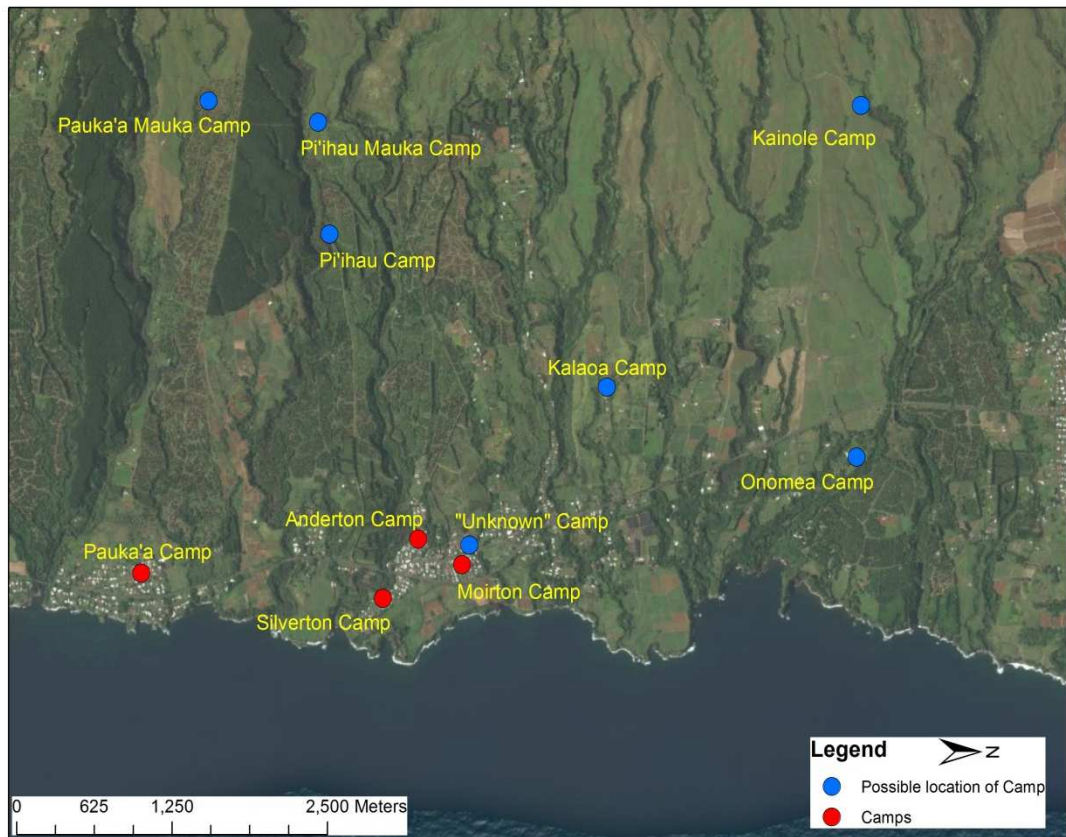 Pauka'a Mauka Camp
Pi'ihau Mauka Camp
Kainole Camp
Pi'ihau Camp
Kalaoa Camp
Onomea Camp
Anderton Camp
"Unknown" Camp
Pauka'a Camp
Moirton Camp
Silverton Camp
Legend
N
Possible location of Camp
Camps
0 625 1,250 2,500 Meters